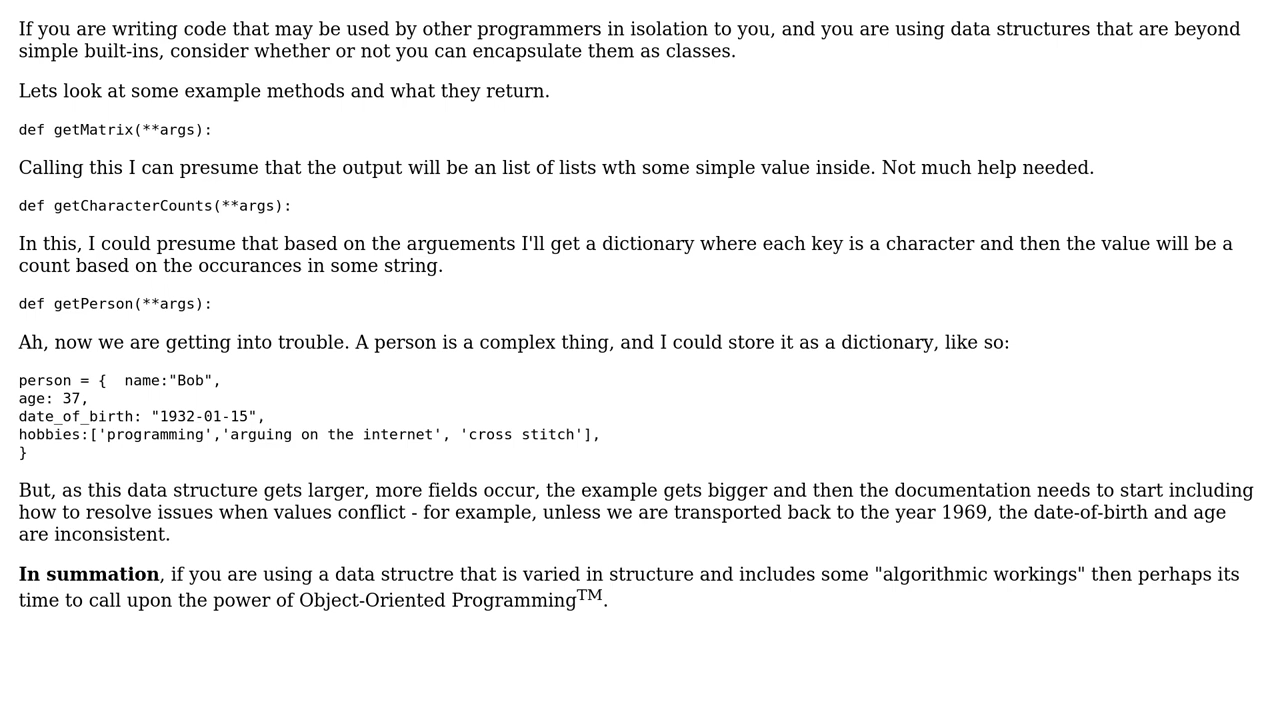 If you are writing code that may be used by other programmers in isolation to you, and you are using data structures that are beyond
simple built-ins, consider whether or not you can encapsulate them as classes.
Lets look at some example methods and what they return.
def getMatrix(**args):
Calling this I can presume that the output will be an list of lists wth some simple value inside. Not much help needed.
def getCharacterCounts(**args):
In this, I could presume that based on the arguements I'll get a dictionary where each key is a character and then the value will be a
count based on the occurances in some string.
def getPerson(**args):
Ah, now we are getting into trouble. A person is a complex thing, and I could store it as a dictionary, like so:
person = {  name:"Bob",
age: 37,
date_of_birth: "1932-01-15",
hobbies:['programming','arguing on the internet', 'cross stitch'],
}
But, as this data structure gets larger, more fields occur, the example gets bigger and then the documentation needs to start including
how to resolve issues when values conflict - for example, unless we are transported back to the year 1969, the date-of-birth and age
are inconsistent.
In summation, if you are using a data structre that is varied in structure and includes some "algorithmic workings" then perhaps its
time to call upon the power of Object-Oriented ProgrammingTM.